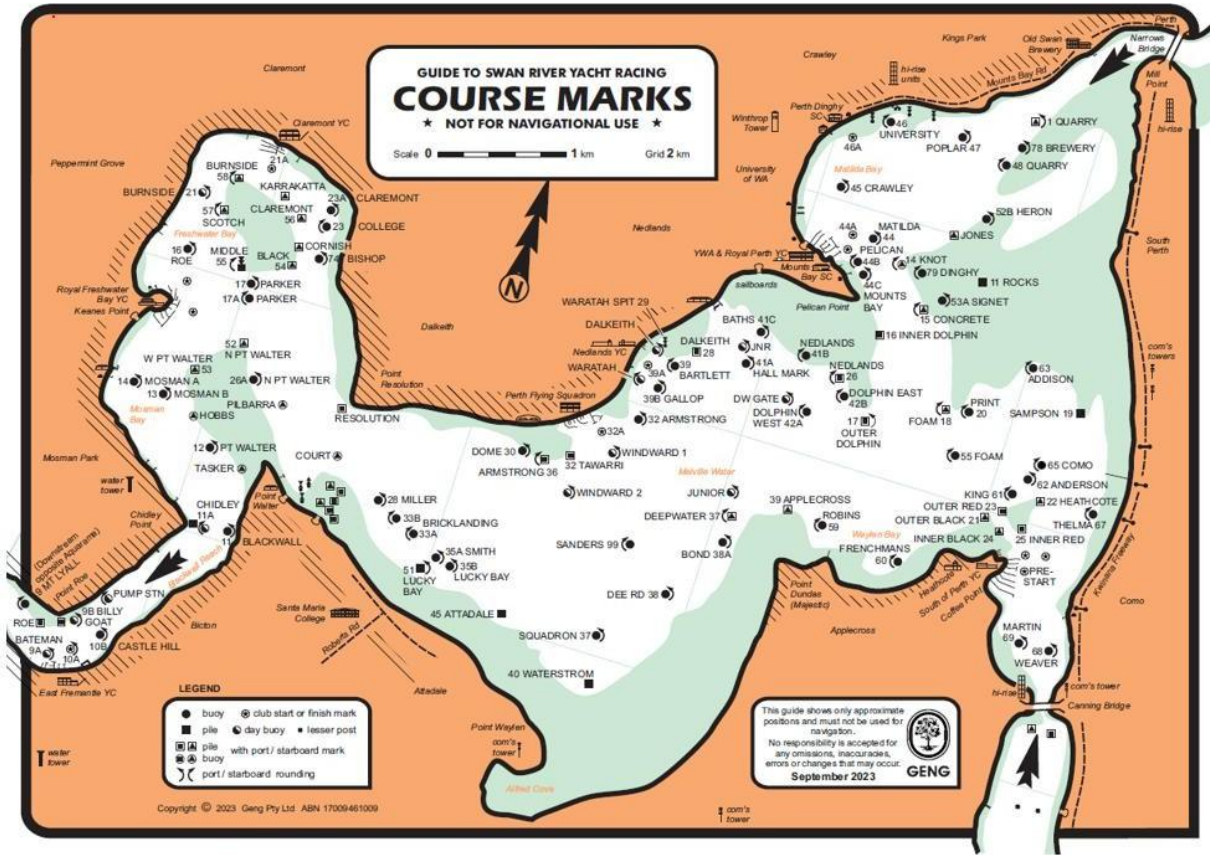 GUIDE TO SWAN RIVER YACHT RACING
COURSE MARKS
★ NOT FOR NAVIGATIONAL USE ★
Scale 0 1 km Grid 2 km
N
Perth
Narrows
Bridge
Mill
Point
Kings Park
Old Swan
Brewery
Crawley
hi-rise
units
Mounts Bay Rd
hi-rise
Perth Dinghy
SC
Winthrop
Tower
46
UNIVERSITY
46A
POPLAR 47
1 QUARRY
78 BREWERY
48 QUARRY
University
of WA
Matilda Bay
45 CRAWLEY
52B HERON
JONES
South
Perth
44A
MATILDA
44
PELICAN
44B
44C
MOUNTS
BAY
14 KNOT
79 DINGHY
11 ROCKS
53A SIGNET
15 CONCRETE
16 INNER DOLPHIN
YWA & Royal Perth YC
Mounts
Bay SC
sailboards
Pelican Point
Nedlands
Claremont
Claremont YC
21A
Peppermint Grove
BURNSIDE
58
BURNSIDE
21
KARRAKATTA
23A CLAREMONT
57
SCOTCH
CLAREMONT
56
23 COLLEGE
Freshwater Bay
16
ROE
MIDDLE
55
BLACK
54
CORNISH
74 BISHOP
17 PARKER
17A PARKER
Royal Freshwater
Bay YC
Keanes Point
Dalkeith
52
N PT WALTER
W PT WALTER
53
14 MOSMAN A
13 MOSMAN B
26A N PT WALTER
PILBARRA
HOBBS
Mosman
Bay
RESOLUTION
Point
Resolution
12 PT WALTER
TASKER
COURT
Mosman Park
water
tower
Point
Walter
Chidley
Point
CHIDLEY
11A
11
BLACKWALL
Blackwall Reach
(Downstream
opposite Aquarama)
9 MT LYALL
Point Roe
PUMP STN
ROE
9B BILLY
GOAT
BATEMAN
9A
10A
10B
CASTLE HILL
East Fremantle YC
Bicton
Santa Maria
College
Roberts Rd
Attadale
WARATAH SPIT 29
DALKEITH
Nedlands YC
WARATAH
Perth Flying Squadron
39A
39
BARTLETT
39B GALLOP
DALKEITH
28
BATHS 41C
JNR
41A
HALL MARK
NEDLANDS
41B
NEDLANDS
26
DOLPHIN EAST
42B
DW GATE
DOLPHIN
WEST 42A
17
OUTER
DOLPHIN
63
ADDISON
PRINT
20
FOAM 18
SAMPSON 19
com's
towers
32 ARMSTRONG
32A
DOME 30
ARMSTRONG 36
32 TAWARRI
WINDWARD 1
WINDWARD 2
Melville Water
JUNIOR
DEEPWATER 37
39 APPLECROSS
ROBINS
59
BOND 38A
Waylen Bay
FRENCHMANS
60
55 FOAM
65 COMO
62 ANDERSON
KING 61
OUTER RED 23
22 HEATHCOTE
OUTER BLACK 21
THELMA 67
INNER BLACK 24
25 INNER RED
PRE-
START
28 MILLER
33B
BRICKLANDING
33A
35A SMITH
51
LUCKY
BAY
35B
LUCKY BAY
SANDERS 99
45 ATTADALE
DEE RD 38
SQUADRON 37
40 WATERSTROM
Point
Dundas
(Majestic)
Applecross
Heathcote
South of Perth YC
Coffee Point
Kwinana Freeway
Como
MARTIN
69
68
WEAVER
hi-rise
com's tower
Canning Bridge
Point Waylen
com's
tower
Alfred Cove
com's
tower
water
tower
LEGEND
buoy
club start or finish mark
pile
day buoy
lesser post
pile
with port / starboard mark
buoy
port / starboard rounding
Copyright © 2023 Geng Pty Ltd ABN 17009461009
This guide shows only approximate
positions and must not be used for
navigation.
No responsibility is accepted for
any omissions, inaccuracies,
errors or changes that may occur.
September 2023
GENG